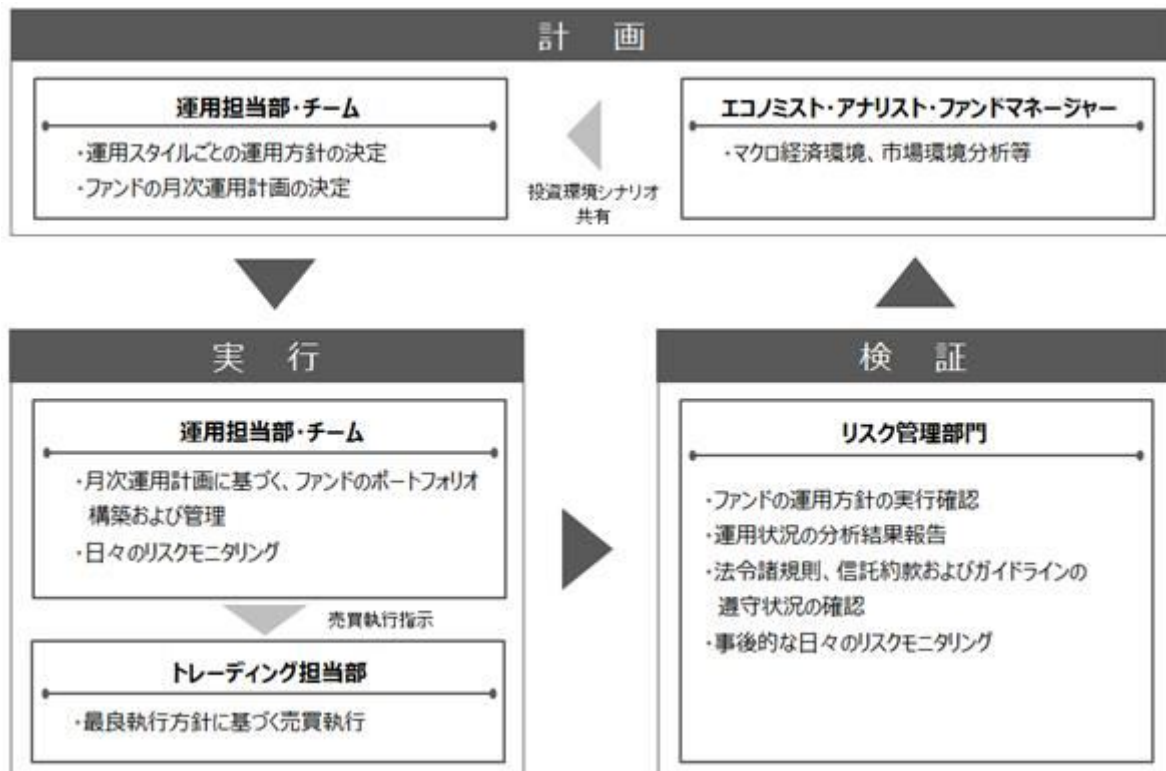 計 画
運用担当部・チーム
・運用スタイルごとの運用方針の決定
・ファンドの月次運用計画の決定
投資環境シナリオ
共有
エコノミスト・アナリスト・ファンドマネージャー
・マクロ経済環境、市場環境分析等
実 行
運用担当部・チーム
・月次運用計画に基づく、ファンドのポートフォリオ
構築および管理
・日々のリスクモニタリング
売買執行指示
トレーディング担当部
・最良執行方針に基づく売買執行
検 証
リスク管理部門
・ファンドの運用方針の実行確認
・運用状況の分析結果報告
・法令諸規則、信託約款およびガイドラインの
遵守状況の確認
・事後的な日々のリスクモニタリング